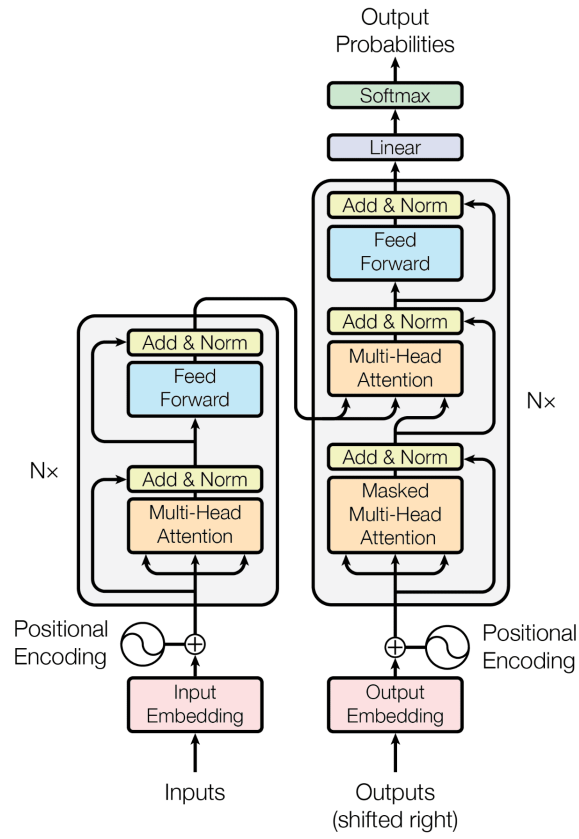 Output
Probabilities
Softmax
Linear
Add & Norm
Feed
Forward
Add & Norm
Multi-Head
Attention
Add & Norm
Masked
Multi-Head
Attention
N×
Add & Norm
Feed
Forward
Add & Norm
Multi-Head
Attention
N×
Positional
Encoding
Positional
Encoding
Input
Embedding
Output
Embedding
Inputs
Outputs
(shifted right)